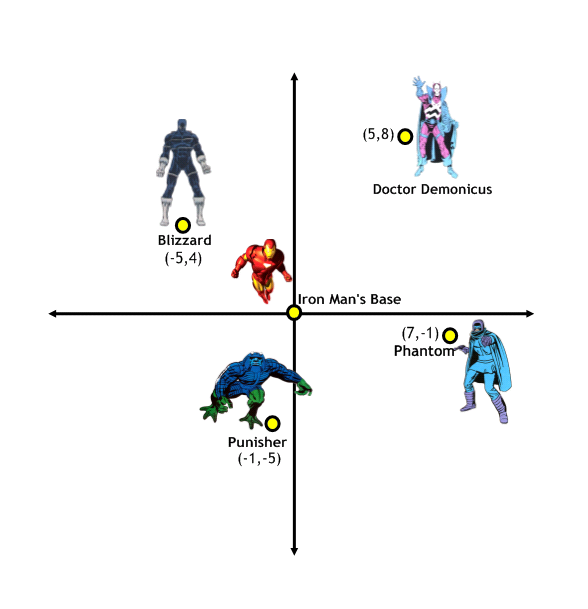 (5,8)
Doctor Demonicus
Blizzard
(-5,4)
Iron Man's Base
(7,-1)
Phantom
Punisher
(-1,-5)